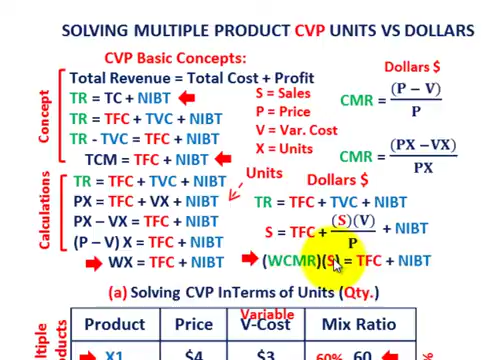 SOLVING MULTIPLE PRODUCT CVP UNITS VS DOLLARS
CVP Basic Concepts:
Concept
Total Revenue = Total Cost + Profit
TR = TC + NIBT
TR = TFC + TVC + NIBT
TR - TVC = TFC + NIBT
TCM = TFC + NIBT
S = Sales
P = Price
V = Var. Cost
X = Units
Dollars $
CMR = (P – V)
P
CMR = (PX –VX)
PX
Calculations
TR = TFC + TVC + NIBT
PX = TFC + VX + NIBT
PX – VX = TFC + NIBT
(P – V) X = TFC + NIBT
WX = TFC + NIBT
Units
Dollars $
TR = TFC + TVC + NIBT
S = TFC + (S)(V) + NIBT
P
(WCMR)(S) = TFC + NIBT
(a) Solving CVP InTerms of Units (Qty.)
Product Price Variable V-Cost Mix Ratio
X1 $4 $3 60% 60